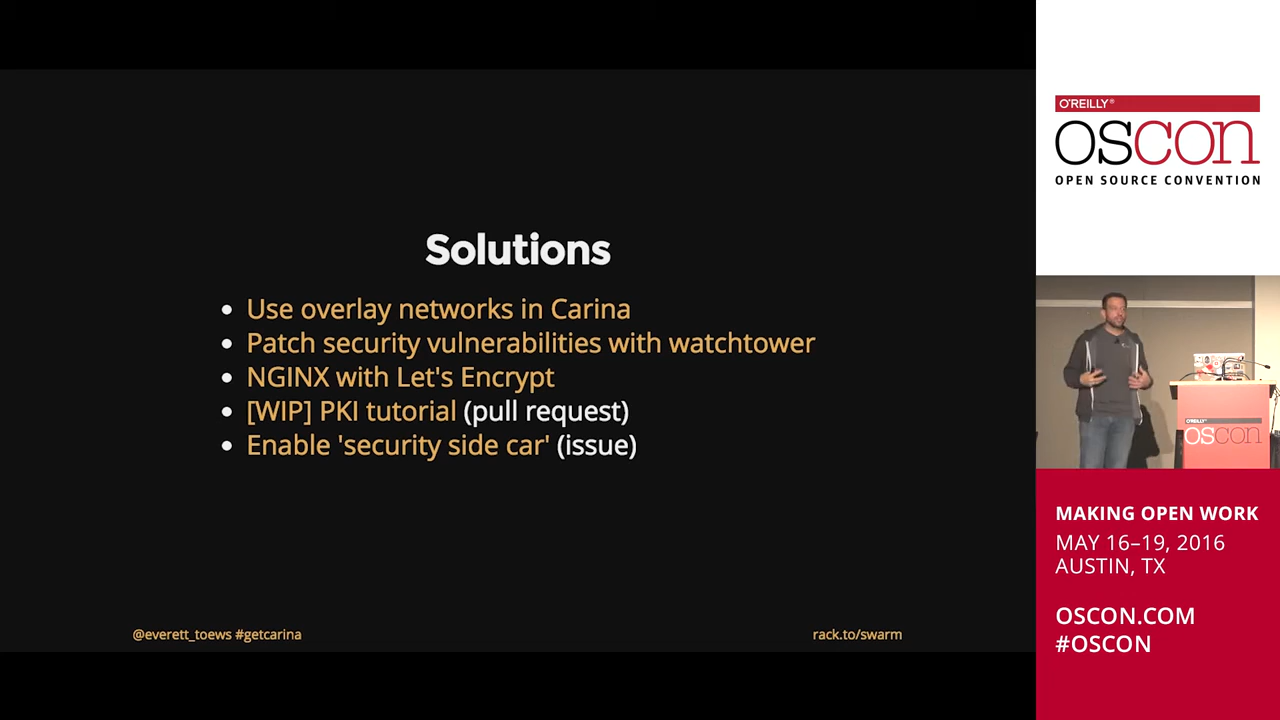 Solutions
Use overlay networks in Carina
Patch security vulnerabilities with watchtower
NGINX with Let's Encrypt
[WIP] PKI tutorial (pull request)
Enable 'security side car' (issue)
@everett_toews #getcarina
rack.to/swarm
O'REILLY®
OSCON
OPEN SOURCE CONVENTION
O'REILLY
OSCON
MAKING OPEN WORK
MAY 16–19, 2016
AUSTIN, TX
OSCON.COM
#OSCON